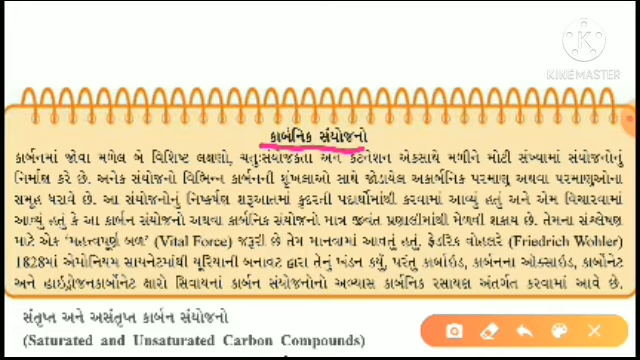 KINEMASTER
કાર્બનિક સંયોજનો
કાર્બનમાં જોવા મળેલ બે વિશિષ્ટ લક્ષણો, ચતુઃસંયોજકતા અને કેટેનેશન એકસાથે મળીને મોટી સંખ્યામાં સંયોજનોનું
નિર્માણ કરે છે. અનેક સંયોજનો વિભિન્ન કાર્બનની શૃંખલાઓ સાથે જોડાયેલ અકાર્બનિક પરમાણુ અથવા પરમાણુઓના
સમૂહ ધરાવે છે. આ સંયોજનોનું નિષ્કર્ષણ શરૂઆતમાં કુદરતી પદાર્થોમાંથી કરવામાં આવ્યું હતું અને એમ વિચારવામાં
આવ્યું હતું કે આ કાર્બન સંયોજનો અથવા કાર્બનિક સંયોજનો માત્ર જીવંત પ્રણાલીમાંથી મેળવી શકાય છે. તેમના સંશ્લેષણ
માટે એક ‘મહત્ત્વપૂર્ણ બળ’ (Vital Force) જરૂરી છે તેમ માનવામાં આવતું હતું. ફ્રેડરિક વોહલરે (Friedrich Wohler)
1828માં એમોનિયમ સાયનેટમાંથી યૂરિયાની બનાવટ દ્વારા તેનું ખંડન કર્યું, પરંતુ કાર્બાઇડ, કાર્બનના ઓક્સાઇડ, કાર્બોનેટ
અને હાઈડ્રોજનકાર્બોનેટ ક્ષારો સિવાયનાં કાર્બન સંયોજનોનો અભ્યાસ કાર્બનિક રસાયણ અંતર્ગત કરવામાં આવે છે.
સંતૃપ્ત અને અસંતૃપ્ત કાર્બન સંયોજનો
(Saturated and Unsaturated Carbon Compounds)